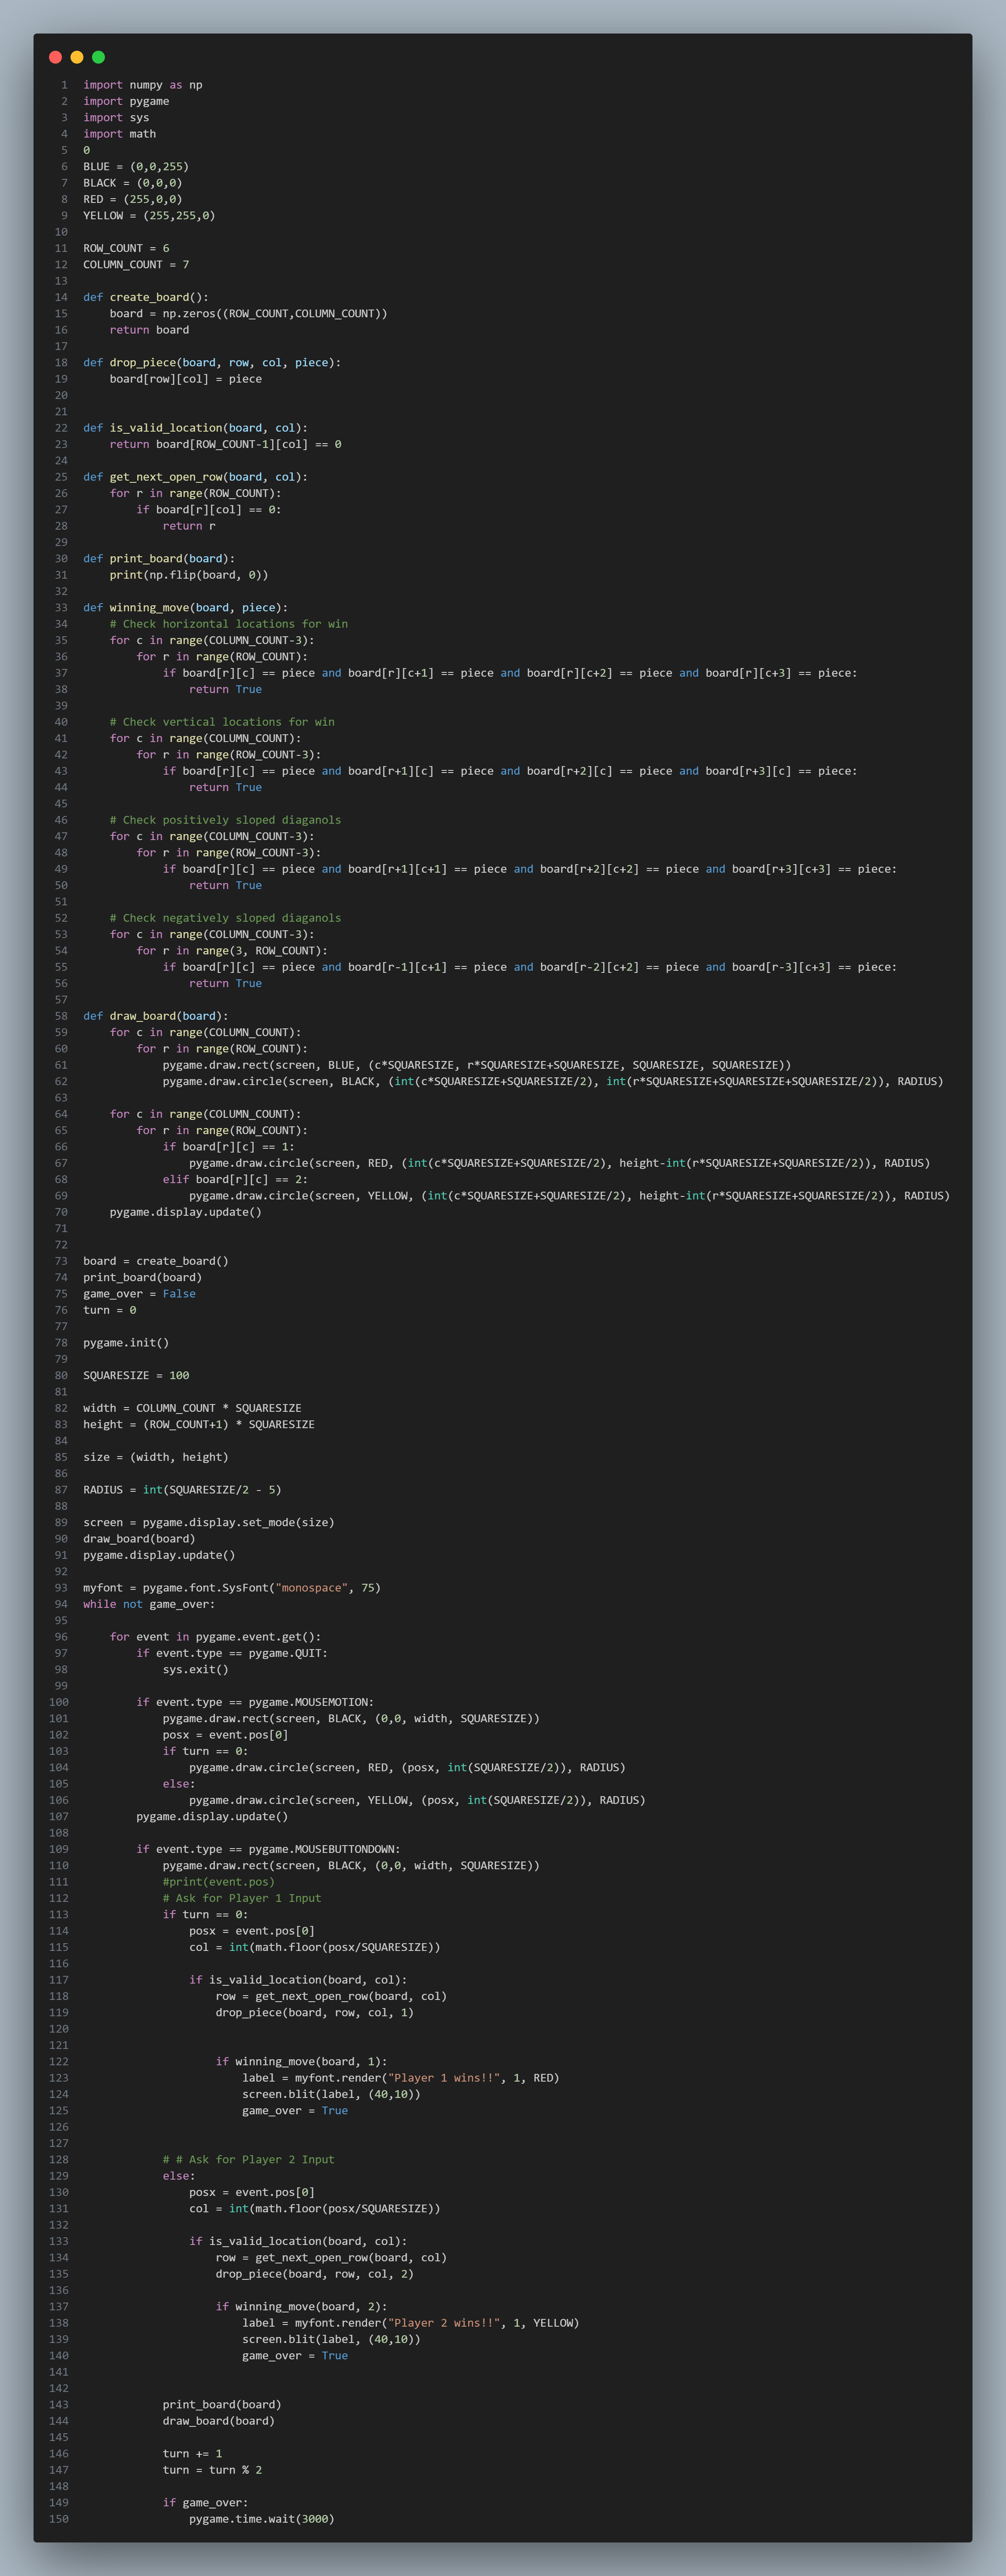 1 import numpy as np
2 import pygame
3 import sys
4 import math
5 0
6 BLUE = (0,0,255)
7 BLACK = (0,0,0)
8 RED = (255,0,0)
9 YELLOW = (255,255,0)
10
11 ROW_COUNT = 6
12 COLUMN_COUNT = 7
13
14 def create_board():
15     board = np.zeros((ROW_COUNT,COLUMN_COUNT))
16     return board
17
18 def drop_piece(board, row, col, piece):
19     board[row][col] = piece
20
21
22 def is_valid_location(board, col):
23     return board[ROW_COUNT-1][col] == 0
24
25 def get_next_open_row(board, col):
26     for r in range(ROW_COUNT):
27         if board[r][col] == 0:
28             return r
29
30 def print_board(board):
31     print(np.flip(board, 0))
32
33 def winning_move(board, piece):
34     # Check horizontal locations for win
35     for c in range(COLUMN_COUNT-3):
36         for r in range(ROW_COUNT):
37             if board[r][c] == piece and board[r][c+1] == piece and board[r][c+2] == piece and board[r][c+3] == piece:
38                 return True
39
40     # Check vertical locations for win
41     for c in range(COLUMN_COUNT):
42         for r in range(ROW_COUNT-3):
43             if board[r][c] == piece and board[r+1][c] == piece and board[r+2][c] == piece and board[r+3][c] == piece:
44                 return True
45
46     # Check positively sloped diaganols
47     for c in range(COLUMN_COUNT-3):
48         for r in range(ROW_COUNT-3):
49             if board[r][c] == piece and board[r+1][c+1] == piece and board[r+2][c+2] == piece and board[r+3][c+3] == piece:
50                 return True
51
52     # Check negatively sloped diaganols
53     for c in range(COLUMN_COUNT-3):
54         for r in range(3, ROW_COUNT):
55             if board[r][c] == piece and board[r-1][c+1] == piece and board[r-2][c+2] == piece and board[r-3][c+3] == piece:
56                 return True
57
58 def draw_board(board):
59     for c in range(COLUMN_COUNT):
60         for r in range(ROW_COUNT):
61             pygame.draw.rect(screen, BLUE, (c*SQUARESIZE, r*SQUARESIZE+SQUARESIZE, SQUARESIZE, SQUARESIZE))
62             pygame.draw.circle(screen, BLACK, (int(c*SQUARESIZE+SQUARESIZE/2), int(r*SQUARESIZE+SQUARESIZE+SQUARESIZE/2)), RADIUS)
63
64     for c in range(COLUMN_COUNT):
65         for r in range(ROW_COUNT):
66             if board[r][c] == 1:
67                 pygame.draw.circle(screen, RED, (int(c*SQUARESIZE+SQUARESIZE/2), height-int(r*SQUARESIZE+SQUARESIZE/2)), RADIUS)
68             elif board[r][c] == 2:
69                 pygame.draw.circle(screen, YELLOW, (int(c*SQUARESIZE+SQUARESIZE/2), height-int(r*SQUARESIZE+SQUARESIZE/2)), RADIUS)
70     pygame.display.update()
71
72
73 board = create_board()
74 print_board(board)
75 game_over = False
76 turn = 0
77
78 pygame.init()
79
80 SQUARESIZE = 100
81
82 width = COLUMN_COUNT * SQUARESIZE
83 height = (ROW_COUNT+1) * SQUARESIZE
84
85 size = (width, height)
86
87 RADIUS = int(SQUARESIZE/2 - 5)
88
89 screen = pygame.display.set_mode(size)
90 draw_board(board)
91 pygame.display.update()
92
93 myfont = pygame.font.SysFont("monospace", 75)
94 while not game_over:
95
96     for event in pygame.event.get():
97         if event.type == pygame.QUIT:
98             sys.exit()
99
100         if event.type == pygame.MOUSEMOTION:
101             pygame.draw.rect(screen, BLACK, (0,0, width, SQUARESIZE))
102             posx = event.pos[0]
103             if turn == 0:
104                 pygame.draw.circle(screen, RED, (posx, int(SQUARESIZE/2)), RADIUS)
105             else:
106                 pygame.draw.circle(screen, YELLOW, (posx, int(SQUARESIZE/2)), RADIUS)
107         pygame.display.update()
108
109         if event.type == pygame.MOUSEBUTTONDOWN:
110             pygame.draw.rect(screen, BLACK, (0,0, width, SQUARESIZE))
111             #print(event.pos)
112             # Ask for Player 1 Input
113             if turn == 0:
114                 posx = event.pos[0]
115                 col = int(math.floor(posx/SQUARESIZE))
116
117                 if is_valid_location(board, col):
118                     row = get_next_open_row(board, col)
119                     drop_piece(board, row, col, 1)
120
121
122                     if winning_move(board, 1):
123                         label = myfont.render("Player 1 wins!!", 1, RED)
124                         screen.blit(label, (40,10))
125                         game_over = True
126
127
128             # # Ask for Player 2 Input
129             else:
130                 posx = event.pos[0]
131                 col = int(math.floor(posx/SQUARESIZE))
132
133                 if is_valid_location(board, col):
134                     row = get_next_open_row(board, col)
135                     drop_piece(board, row, col, 2)
136
137                     if winning_move(board, 2):
138                         label = myfont.render("Player 2 wins!!", 1, YELLOW)
139                         screen.blit(label, (40,10))
140                         game_over = True
141
142
143             print_board(board)
144             draw_board(board)
145
146             turn += 1
147             turn = turn % 2
148
149             if game_over:
150                 pygame.time.wait(3000)